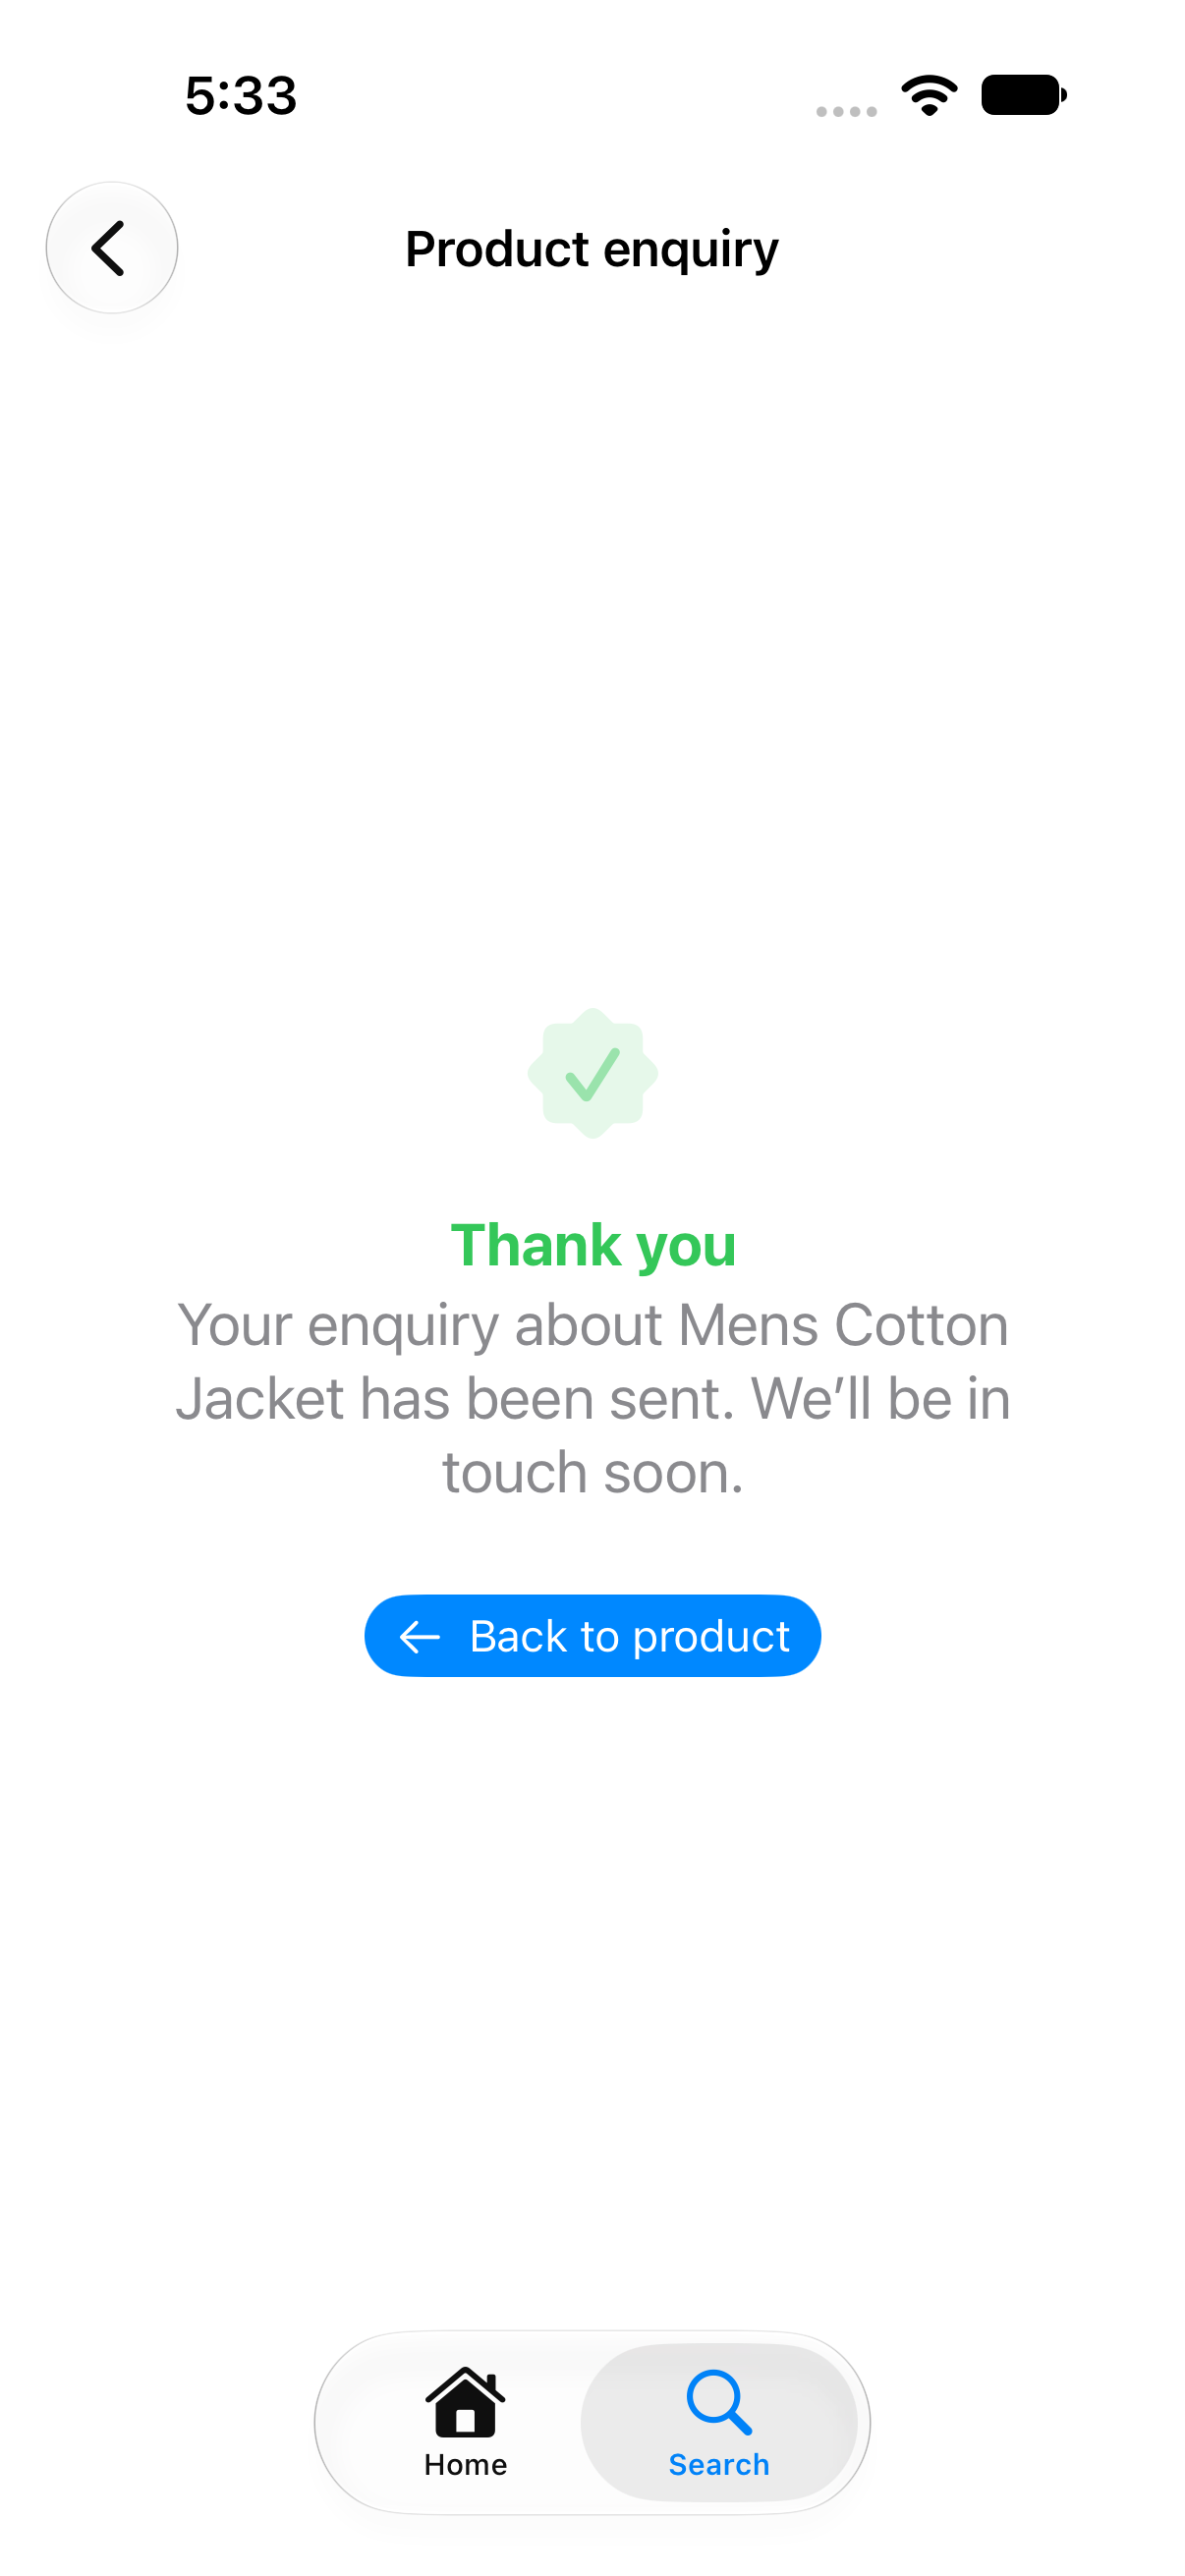 5:33
Product enquiry
Thank you
Your enquiry about Mens Cotton
Jacket has been sent. We’ll be in
touch soon.
Back to product
Home
Search